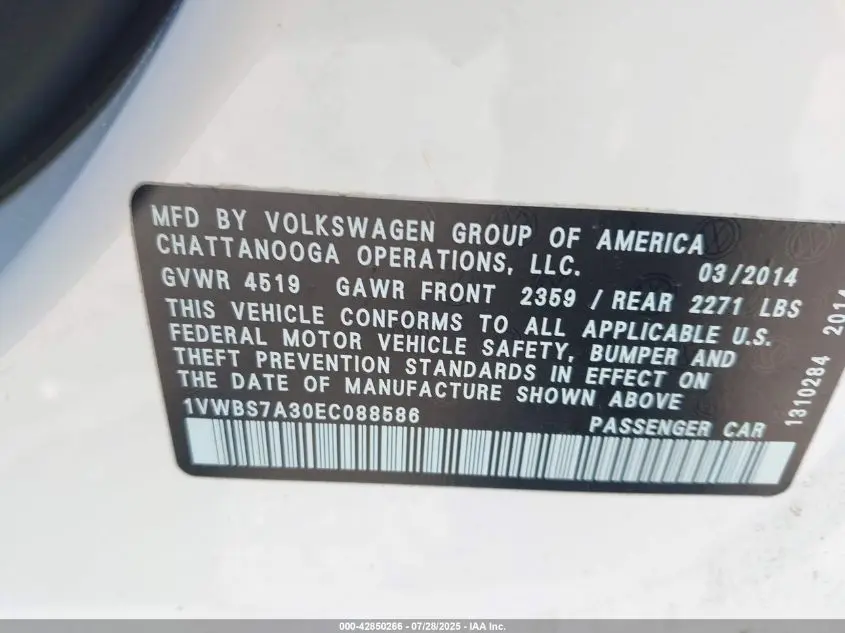 MFD BY VOLKSWAGEN GROUP OF AMERICA
CHATTANOOGA OPERATIONS, LLC. 03/2014
GVWR 4519 GAWR FRONT 2359 / REAR 2271 LBS
THIS VEHICLE CONFORMS TO ALL APPLICABLE U.S.
FEDERAL MOTOR VEHICLE SAFETY, BUMPER AND
THEFT PREVENTION STANDARDS IN EFFECT ON
THE DATE OF MANUFACTURE SHOWN ABOVE
1VWBS7A30EC088586 PASSENGER CAR
1310284 2014
000-42850266 - 07/28/2025 - IAA Inc.